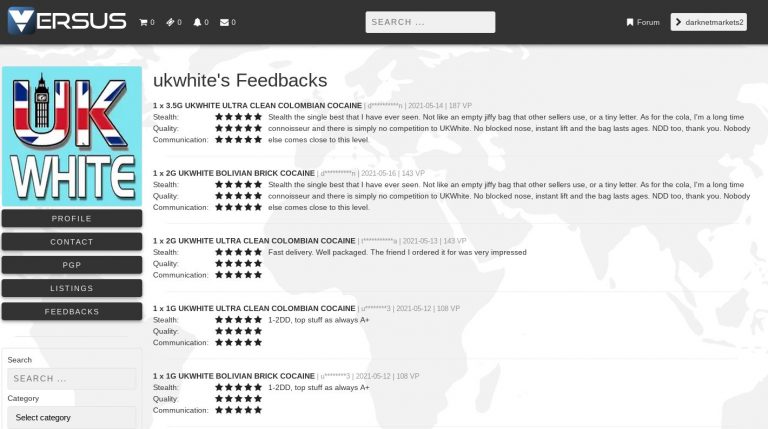 VERSUS 0 0 0 0 SEARCH ... Forum darknetmarkets2
UK
WHITE
PROFILE
CONTACT
PGP
LISTINGS
FEEDBACKS
Search
SEARCH ...
Category
Select category
ukwhite's Feedbacks
1 x 3.5G UKWHITE ULTRA CLEAN COLOMBIAN COCAINE | d**********n | 2021-05-14 | 187 VP
Stealth: ★★★★★ Stealth the single best that I have ever seen. Not like an empty jiffy bag that other sellers use, or a tiny letter. As for the cola, I'm a long time
Quality: ★★★★★ connoisseur and there is simply no competition to UKWhite. No blocked nose, instant lift and the bag lasts ages. NDD too, thank you. Nobody
Communication: ★★★★★ else comes close to this level.
1 x 2G UKWHITE BOLIVIAN BRICK COCAINE | d**********n | 2021-05-16 | 143 VP
Stealth: ★★★★★ Stealth the single best that I have ever seen. Not like an empty jiffy bag that other sellers use, or a tiny letter. As for the cola, I'm a long time
Quality: ★★★★★ connoisseur and there is simply no competition to UKWhite. No blocked nose, instant lift and the bag lasts ages. NDD too, thank you. Nobody
Communication: ★★★★★ else comes close to this level.
1 x 2G UKWHITE ULTRA CLEAN COLOMBIAN COCAINE | t***********a | 2021-05-13 | 143 VP
Stealth: ★★★★★ Fast delivery. Well packaged. The friend I ordered it for was very impressed
Quality: ★★★★★
Communication: ★★★★★
1 x 1G UKWHITE ULTRA CLEAN COLOMBIAN COCAINE | u********3 | 2021-05-12 | 108 VP
Stealth: ★★★★★ 1-2DD, top stuff as always A+
Quality: ★★★★★
Communication: ★★★★★
1 x 1G UKWHITE BOLIVIAN BRICK COCAINE | u********3 | 2021-05-12 | 108 VP
Stealth: ★★★★★ 1-2DD, top stuff as always A+
Quality: ★★★★★
Communication: ★★★★★